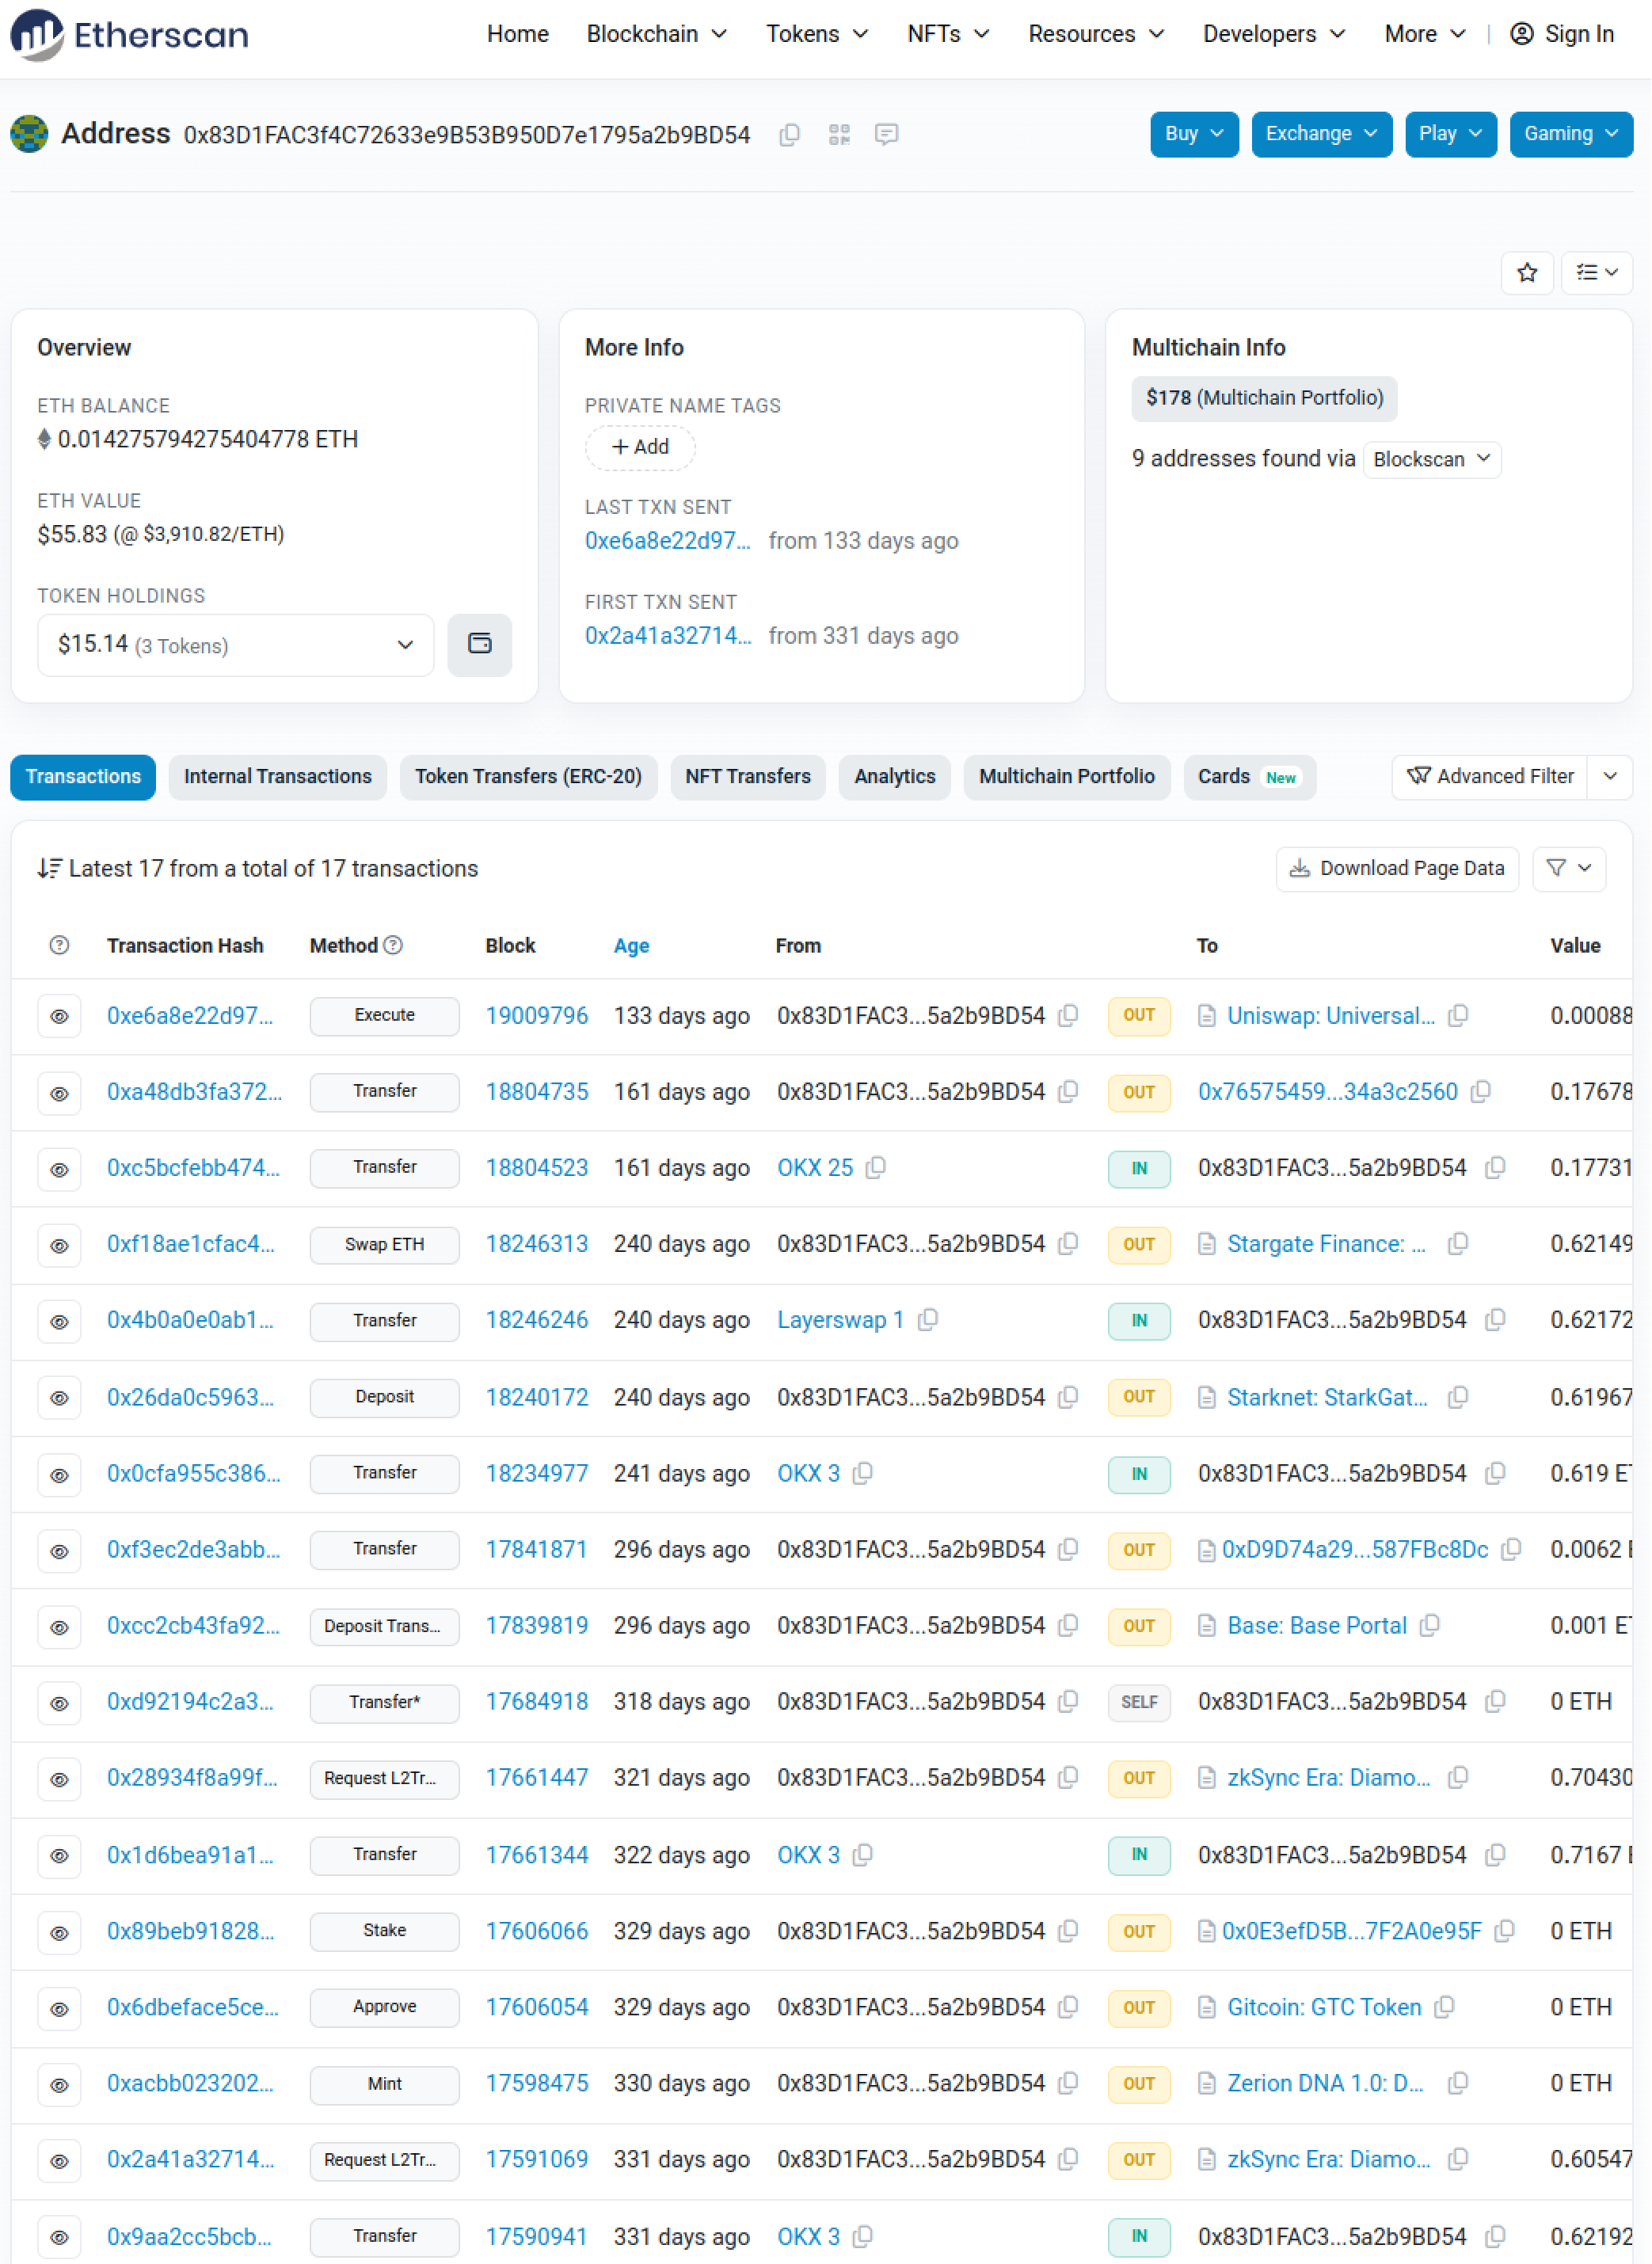 Etherscan Home Blockchain Tokens NFTs Resources Developers More | Sign In
Address 0x83D1FAC3f4C72633e9B53B950D7e1795a2b9BD54 Buy Exchange Play Gaming
Overview
ETH BALANCE
0.014275794275404778 ETH
ETH VALUE
$55.83 (@ $3,910.82/ETH)
TOKEN HOLDINGS
$15.14 (3 Tokens)
More Info
PRIVATE NAME TAGS
+ Add
LAST TXN SENT
0xe6a8e22d97... from 133 days ago
FIRST TXN SENT
0x2a41a32714... from 331 days ago
Multichain Info
$178 (Multichain Portfolio)
9 addresses found via Blockscan
Transactions Internal Transactions Token Transfers (ERC-20) NFT Transfers Analytics Multichain Portfolio Cards New Advanced Filter
Latest 17 from a total of 17 transactions Download Page Data
Transaction Hash Method Block Age From To Value
0xe6a8e22d97... Execute 19009796 133 days ago 0x83D1FAC3...5a2b9BD54 OUT Uniswap: Universal... 0.00088
0xa48db3fa372... Transfer 18804735 161 days ago 0x83D1FAC3...5a2b9BD54 OUT 0x76575459...34a3c2560 0.17678
0xc5bcfebb474... Transfer 18804523 161 days ago OKX 25 IN 0x83D1FAC3...5a2b9BD54 0.17731
0xf18ae1cfac4... Swap ETH 18246313 240 days ago 0x83D1FAC3...5a2b9BD54 OUT Stargate Finance: ... 0.62149
0x4b0a0e0ab1... Transfer 18246246 240 days ago Layerswap 1 IN 0x83D1FAC3...5a2b9BD54 0.62172
0x26da0c5963... Deposit 18240172 240 days ago 0x83D1FAC3...5a2b9BD54 OUT Starknet: StarkGat... 0.61967
0x0cfa955c386... Transfer 18234977 241 days ago OKX 3 IN 0x83D1FAC3...5a2b9BD54 0.619 ET
0xf3ec2de3abb... Transfer 17841871 296 days ago 0x83D1FAC3...5a2b9BD54 OUT 0xD9D74a29...587FBc8Dc 0.0062 E
0xcc2cb43fa92... Deposit Trans... 17839819 296 days ago 0x83D1FAC3...5a2b9BD54 OUT Base: Base Portal 0.001 ET
0xd92194c2a3... Transfer* 17684918 318 days ago 0x83D1FAC3...5a2b9BD54 SELF 0x83D1FAC3...5a2b9BD54 0 ETH
0x28934f8a99f... Request L2Tr... 17661447 321 days ago 0x83D1FAC3...5a2b9BD54 OUT zkSync Era: Diamo... 0.70430
0x1d6bea91a1... Transfer 17661344 322 days ago OKX 3 IN 0x83D1FAC3...5a2b9BD54 0.7167 E
0x89beb91828... Stake 17606066 329 days ago 0x83D1FAC3...5a2b9BD54 OUT 0x0E3efD5B...7F2A0e95F 0 ETH
0x6dbeface5ce... Approve 17606054 329 days ago 0x83D1FAC3...5a2b9BD54 OUT Gitcoin: GTC Token 0 ETH
0xacbb023202... Mint 17598475 330 days ago 0x83D1FAC3...5a2b9BD54 OUT Zerion DNA 1.0: D... 0 ETH
0x2a41a32714... Request L2Tr... 17591069 331 days ago 0x83D1FAC3...5a2b9BD54 OUT zkSync Era: Diamo... 0.60547
0x9aa2cc5bcb... Transfer 17590941 331 days ago OKX 3 IN 0x83D1FAC3...5a2b9BD54 0.62192